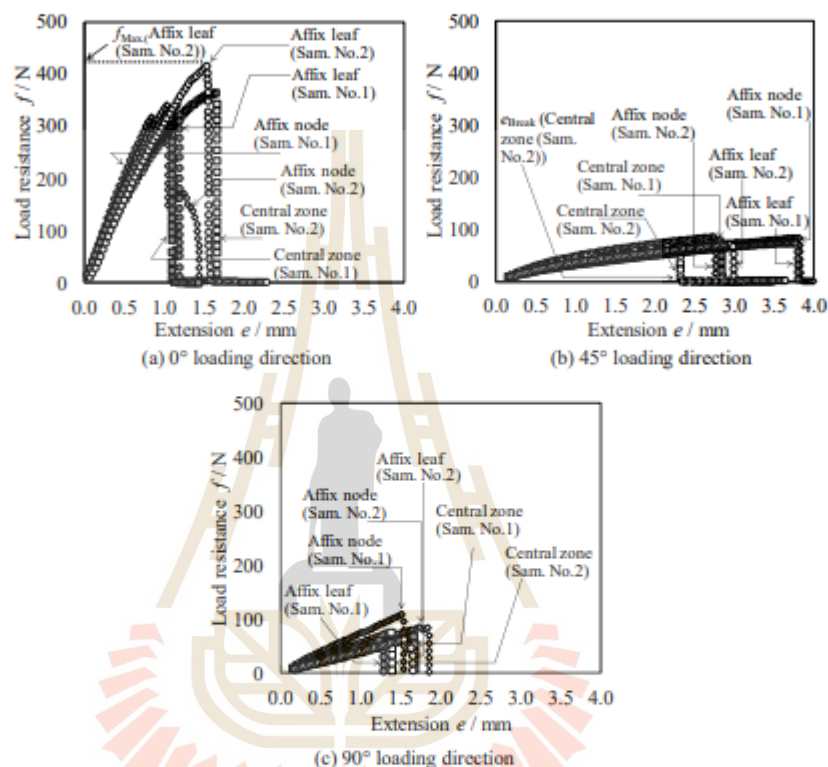 500
400
300
200
100
0
Load resistance f / N
f Max.(Affix leaf
(Sam. No.2))
Affix leaf
(Sam. No.2)
Affix leaf
(Sam. No.1)
Affix node
(Sam. No.1)
Affix node
(Sam. No.2)
Central zone
(Sam. No.2)
Central zone
(Sam. No.1)
0.0 0.5 1.0 1.5 2.0 2.5 3.0 3.5 4.0
Extension e / mm
(a) 0° loading direction
500
400
300
200
100
0
Load resistance f / N
eBreak (Central
zone (Sam.
No.2))
Affix node
(Sam. No.2)
Central zone
(Sam. No.1)
Central zone
(Sam. No.2)
Affix node
(Sam. No.1)
Affix leaf
(Sam. No.2)
Affix leaf
(Sam. No.1)
0.0 0.5 1.0 1.5 2.0 2.5 3.0 3.5 4.0
Extension e / mm
(b) 45° loading direction
500
400
300
200
100
0
Load resistance f / N
Affix leaf
(Sam. No.2)
Affix node
(Sam. No.2)
Central zone
(Sam. No.1)
Affix node
(Sam. No.1)
Central zone
(Sam. No.2)
Affix leaf
(Sam. No.1)
0.0 0.5 1.0 1.5 2.0 2.5 3.0 3.5 4.0
Extension e / mm
(c) 90° loading direction